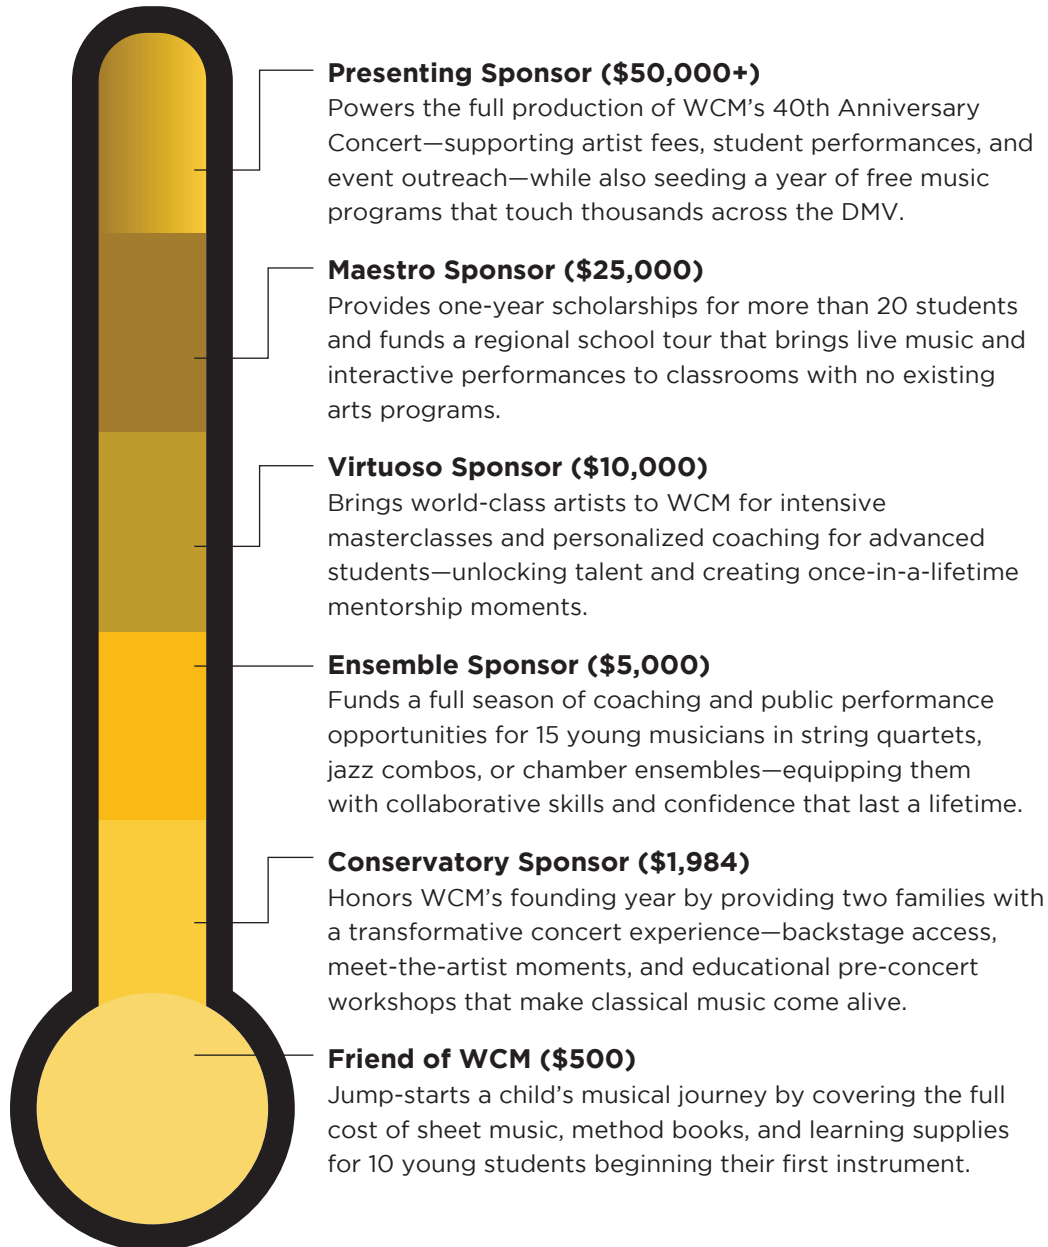 Presenting Sponsor ($50,000+)
Powers the full production of WCM’s 40th Anniversary
Concert—supporting artist fees, student performances, and
event outreach—while also seeding a year of free music
programs that touch thousands across the DMV.
Maestro Sponsor ($25,000)
Provides one-year scholarships for more than 20 students
and funds a regional school tour that brings live music and
interactive performances to classrooms with no existing
arts programs.
Virtuoso Sponsor ($10,000)
Brings world-class artists to WCM for intensive
masterclasses and personalized coaching for advanced
students—unlocking talent and creating once-in-a-lifetime
mentorship moments.
Ensemble Sponsor ($5,000)
Funds a full season of coaching and public performance
opportunities for 15 young musicians in string quartets,
jazz combos, or chamber ensembles—equipping them
with collaborative skills and confidence that last a lifetime.
Conservatory Sponsor ($1,984)
Honors WCM’s founding year by providing two families with
a transformative concert experience—backstage access,
meet-the-artist moments, and educational pre-concert
workshops that make classical music come alive.
Friend of WCM ($500)
Jump-starts a child’s musical journey by covering the full
cost of sheet music, method books, and learning supplies
for 10 young students beginning their first instrument.